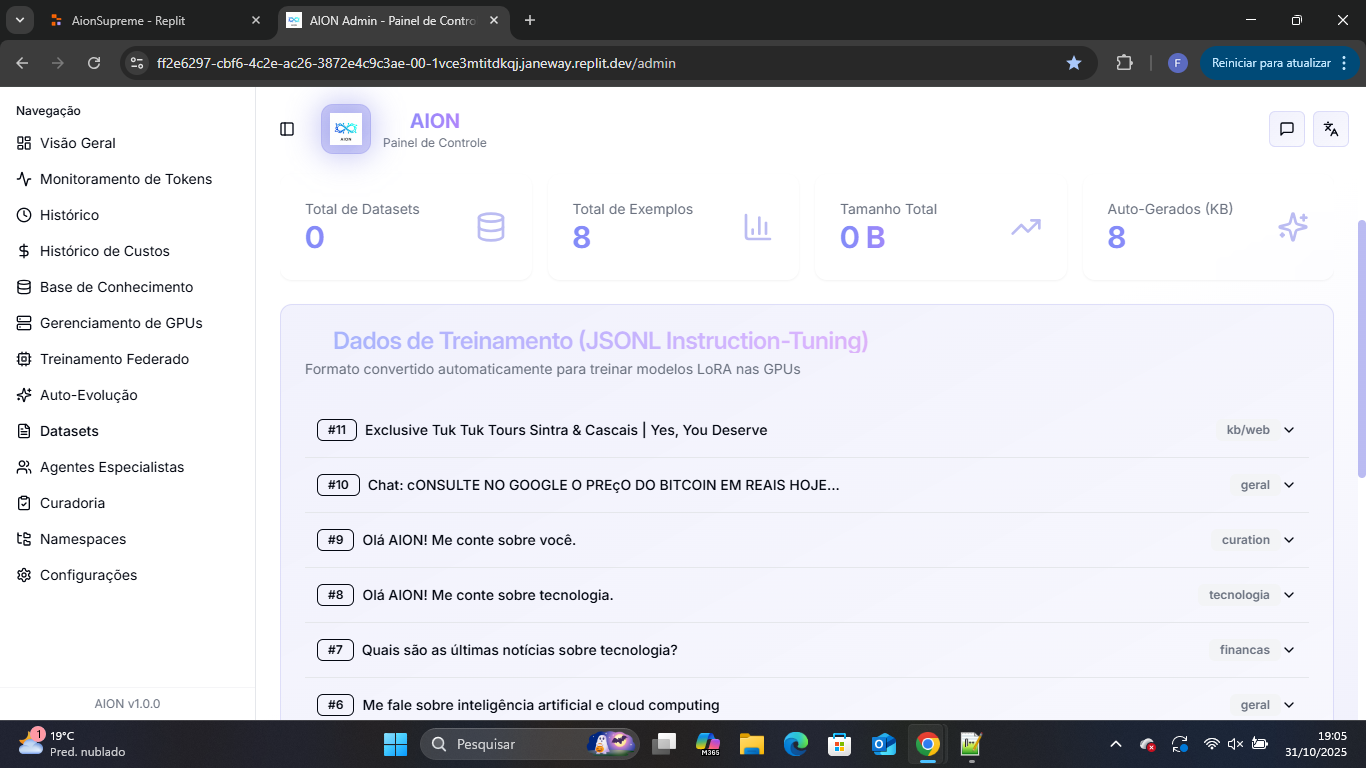 AionSupreme - Replit
AION Admin - Painel de Contro
ff2e6297-cbf6-4c2e-ac26-3872e4c9c3ae-00-1vce3mtitdkqj.janeway.replit.dev/admin
F
Reiniciar para atualizar
Navegação
Visão Geral
Monitoramento de Tokens
Histórico
Histórico de Custos
Base de Conhecimento
Gerenciamento de GPUs
Treinamento Federado
Auto-Evolução
Datasets
Agentes Especialistas
Curadoria
Namespaces
Configurações
AION v1.0.0
AION
AION
Painel de Controle
Total de Datasets
0
Total de Exemplos
8
Tamanho Total
0 B
Auto-Gerados (KB)
8
Dados de Treinamento (JSONL Instruction-Tuning)
Formato convertido automaticamente para treinar modelos LoRA nas GPUs
#11 Exclusive Tuk Tuk Tours Sintra & Cascais | Yes, You Deserve kb/web
#10 Chat: cONSULTE NO GOOGLE O PREçO DO BITCOIN EM REAIS HOJE... geral
#9 Olá AION! Me conte sobre você. curation
#8 Olá AION! Me conte sobre tecnologia. tecnologia
#7 Quais são as últimas notícias sobre tecnologia? financas
#6 Me fale sobre inteligência artificial e cloud computing geral
1
19°C
Pred. nublado
Pesquisar
M365
19:05
31/10/2025